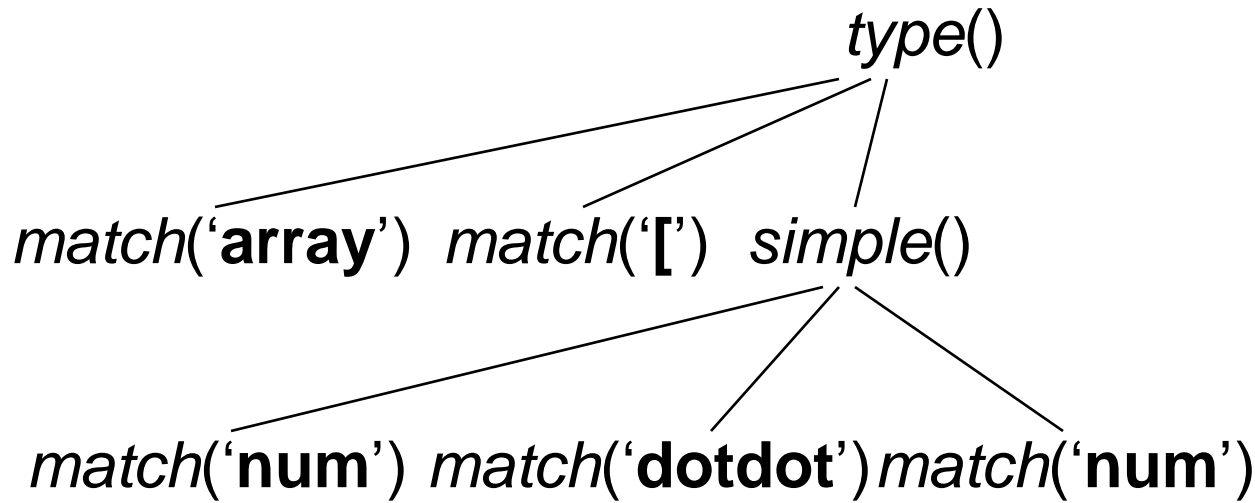 type()
match(‘array’) match(‘[’) simple()
match(‘num’) match(‘dotdot’) match(‘num’)